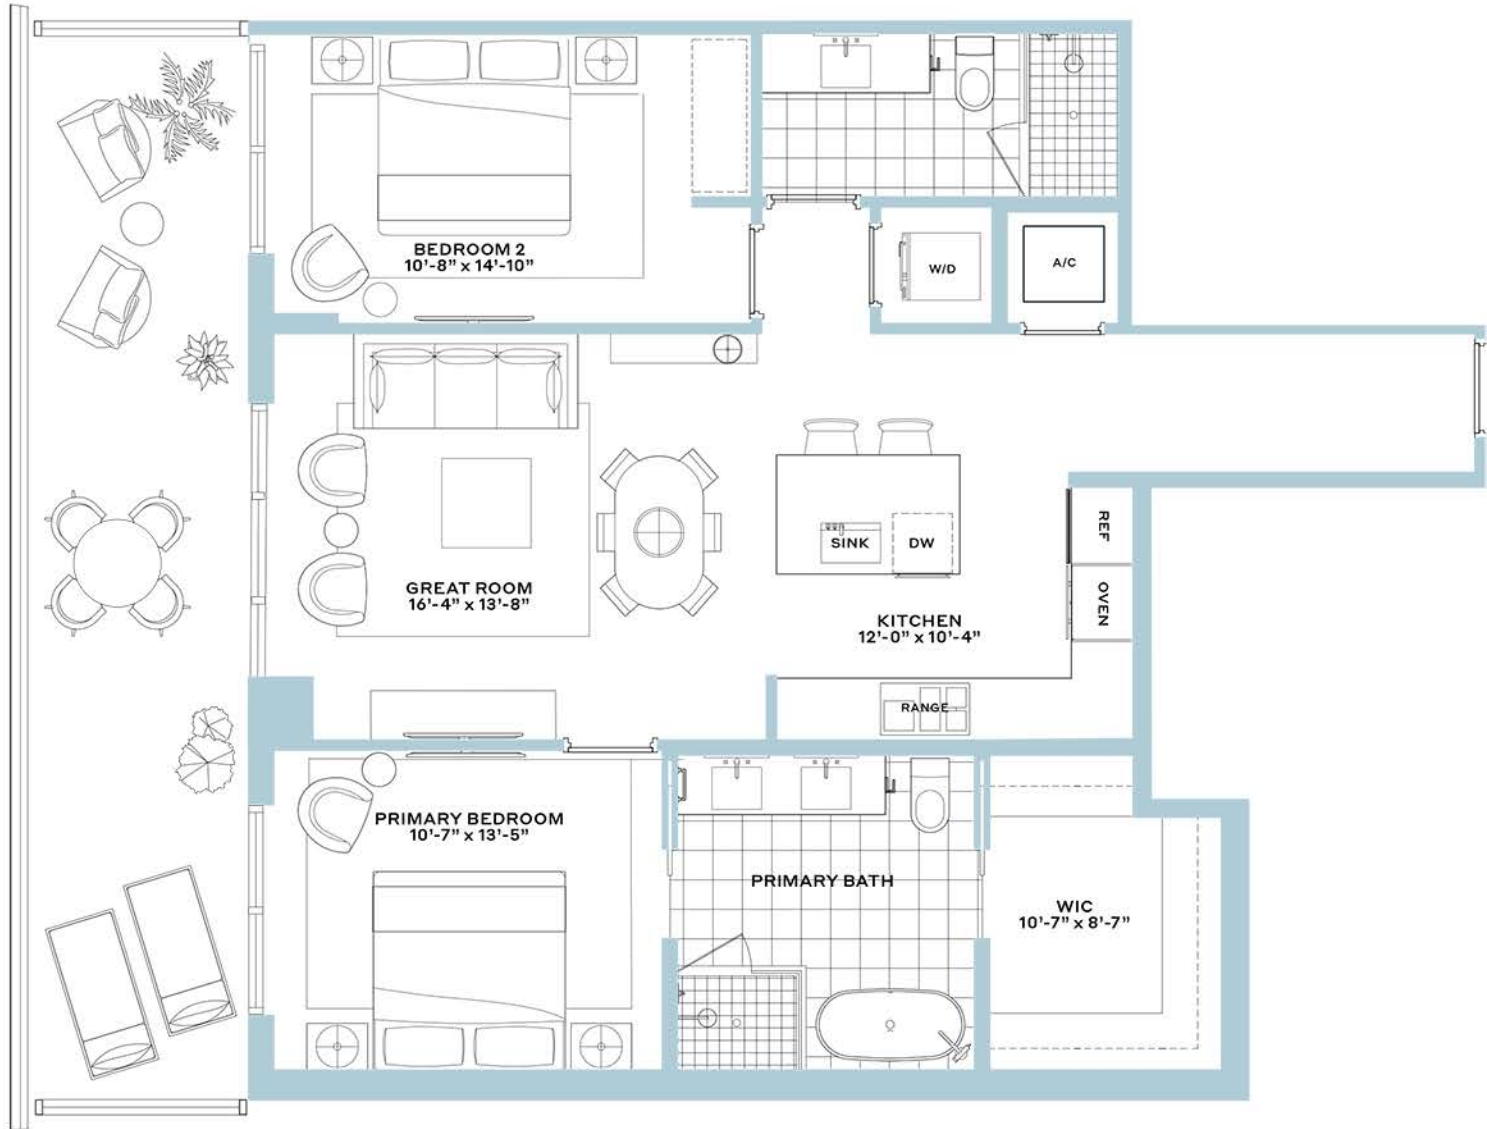 BEDROOM 2
10'-8" x 14'-10"
W/D
A/C
SINK
DW
REF
OVEN
GREAT ROOM
16'-4" x 13'-8"
KITCHEN
12'-0" x 10'-4"
RANGE
PRIMARY BEDROOM
10'-7" x 13'-5"
PRIMARY BATH
WIC
10'-7" x 8'-7"